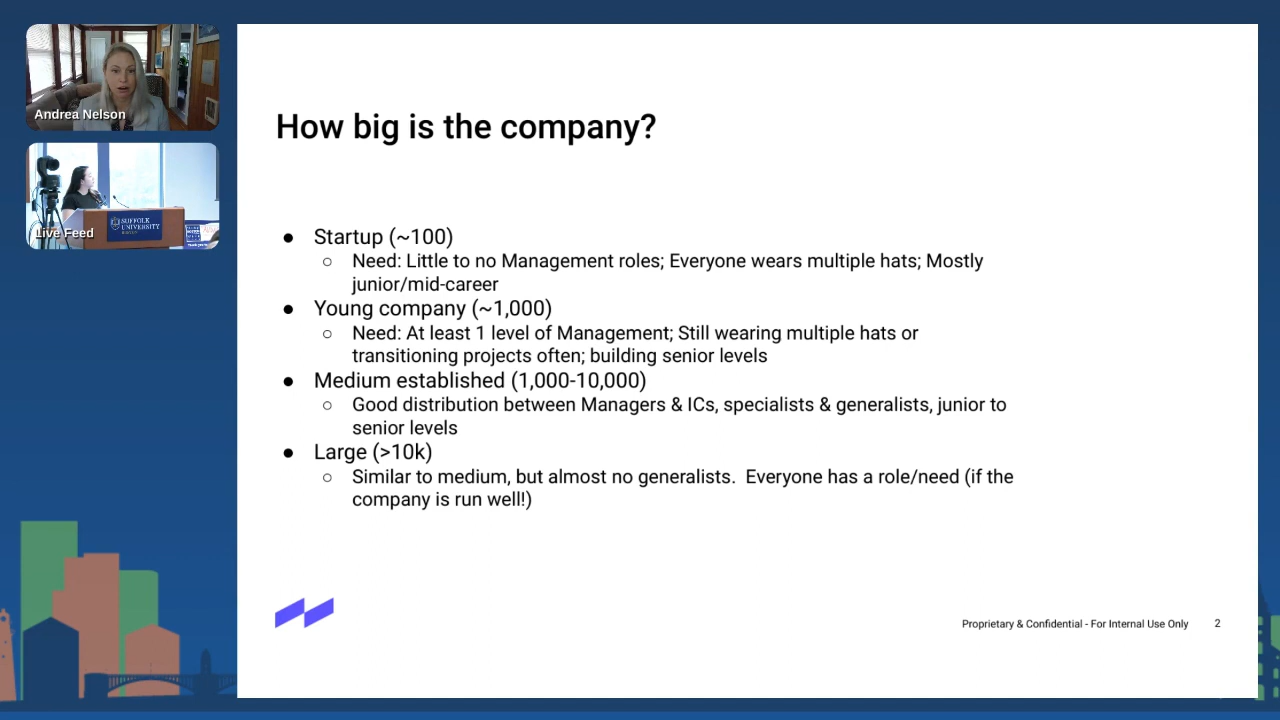 Andrea Nelson
SUFFOLK
UNIVERSITY
BOSTON
Live Feed
How big is the company?
● Startup (~100)
○ Need: Little to no Management roles; Everyone wears multiple hats; Mostly
junior/mid-career
● Young company (~1,000)
○ Need: At least 1 level of Management; Still wearing multiple hats or
transitioning projects often; building senior levels
● Medium established (1,000-10,000)
○ Good distribution between Managers & ICs, specialists & generalists, junior to
senior levels
● Large (>10k)
○ Similar to medium, but almost no generalists.  Everyone has a role/need (if the
company is run well!)
Proprietary & Confidential - For Internal Use Only 2